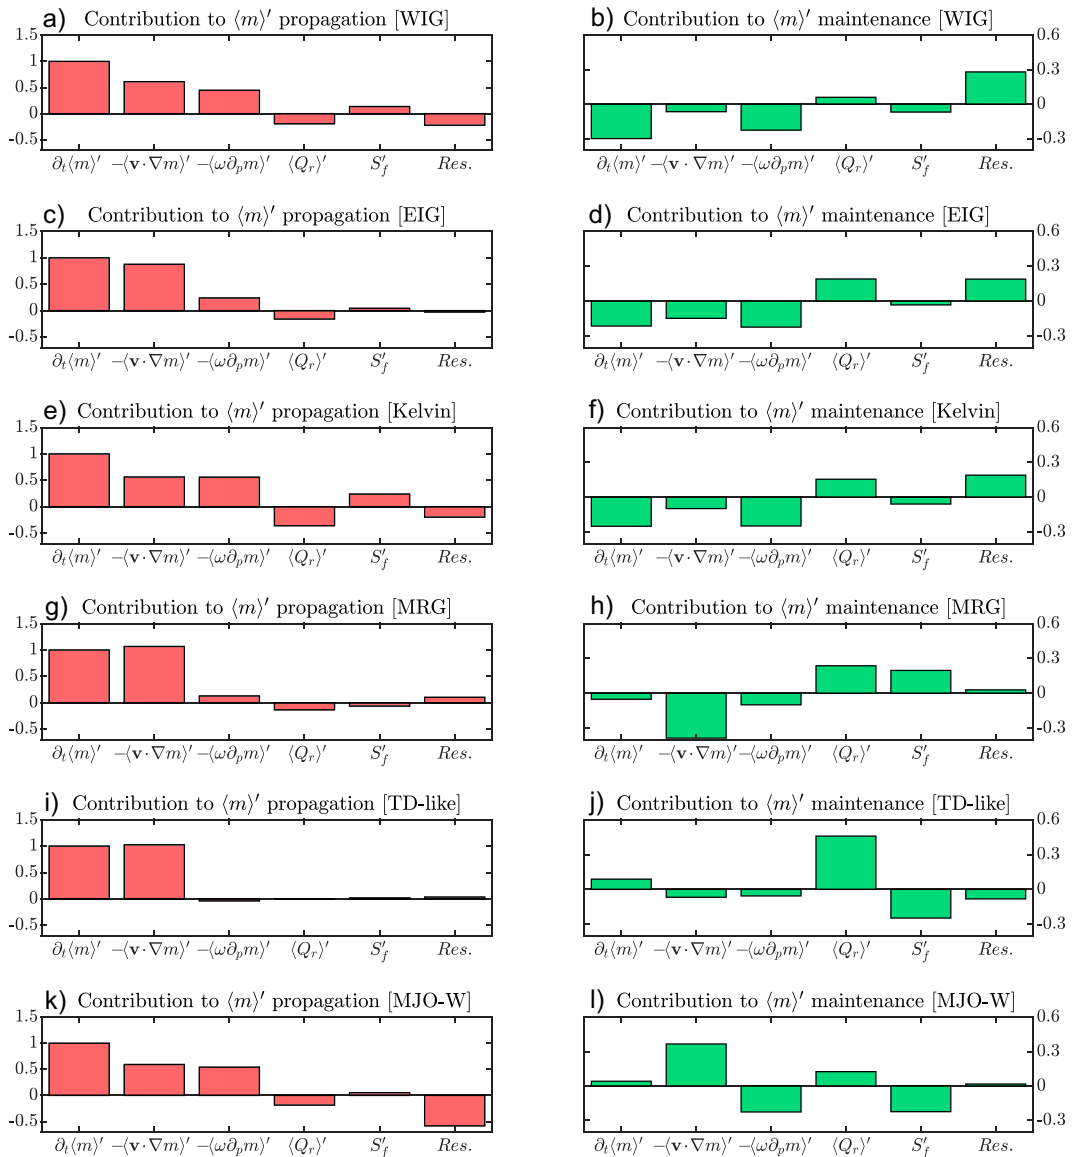 a) Contribution to ⟨m⟩′ propagation [WIG]
1.5
1
0.5
0
-0.5
∂t⟨m⟩′ −⟨v·∇m⟩′ −⟨ω∂pm⟩′ ⟨Qr⟩′ S′f Res.
b) Contribution to ⟨m⟩′ maintenance [WIG]
0.6
0.3
0
-0.3
∂t⟨m⟩′ −⟨v·∇m⟩′ −⟨ω∂pm⟩′ ⟨Qr⟩′ S′f Res.
c) Contribution to ⟨m⟩′ propagation [EIG]
1.5
1
0.5
0
-0.5
∂t⟨m⟩′ −⟨v·∇m⟩′ −⟨ω∂pm⟩′ ⟨Qr⟩′ S′f Res.
d) Contribution to ⟨m⟩′ maintenance [EIG]
0.6
0.3
0
-0.3
∂t⟨m⟩′ −⟨v·∇m⟩′ −⟨ω∂pm⟩′ ⟨Qr⟩′ S′f Res.
e) Contribution to ⟨m⟩′ propagation [Kelvin]
1.5
1
0.5
0
-0.5
∂t⟨m⟩′ −⟨v·∇m⟩′ −⟨ω∂pm⟩′ ⟨Qr⟩′ S′f Res.
f) Contribution to ⟨m⟩′ maintenance [Kelvin]
0.6
0.3
0
-0.3
∂t⟨m⟩′ −⟨v·∇m⟩′ −⟨ω∂pm⟩′ ⟨Qr⟩′ S′f Res.
g) Contribution to ⟨m⟩′ propagation [MRG]
1.5
1
0.5
0
-0.5
∂t⟨m⟩′ −⟨v·∇m⟩′ −⟨ω∂pm⟩′ ⟨Qr⟩′ S′f Res.
h) Contribution to ⟨m⟩′ maintenance [MRG]
0.6
0.3
0
-0.3
∂t⟨m⟩′ −⟨v·∇m⟩′ −⟨ω∂pm⟩′ ⟨Qr⟩′ S′f Res.
i) Contribution to ⟨m⟩′ propagation [TD-like]
1.5
1
0.5
0
-0.5
∂t⟨m⟩′ −⟨v·∇m⟩′ −⟨ω∂pm⟩′ ⟨Qr⟩′ S′f Res.
j) Contribution to ⟨m⟩′ maintenance [TD-like]
0.6
0.3
0
-0.3
∂t⟨m⟩′ −⟨v·∇m⟩′ −⟨ω∂pm⟩′ ⟨Qr⟩′ S′f Res.
k) Contribution to ⟨m⟩′ propagation [MJO-W]
1.5
1
0.5
0
-0.5
∂t⟨m⟩′ −⟨v·∇m⟩′ −⟨ω∂pm⟩′ ⟨Qr⟩′ S′f Res.
l) Contribution to ⟨m⟩′ maintenance [MJO-W]
0.6
0.3
0
-0.3
∂t⟨m⟩′ −⟨v·∇m⟩′ −⟨ω∂pm⟩′ ⟨Qr⟩′ S′f Res.